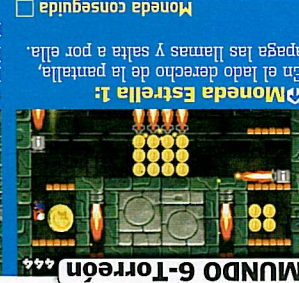 MUNDO 6-Torreón
444
Moneda Estrella 1:
En el lado derecho de la pantalla,
apaga las llamas y salta a por ella.
Moneda conseguida